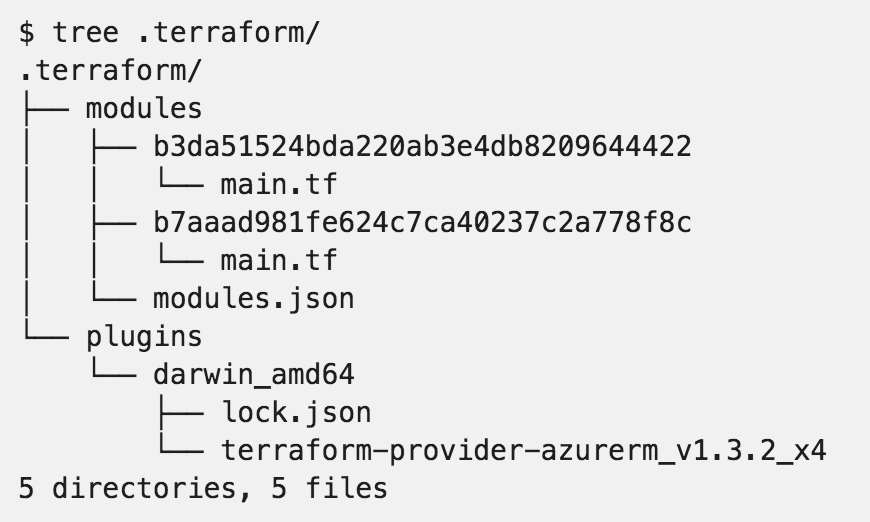 $ tree .terraform/
.terraform/
├── modules
│   ├── b3da51524bda220ab3e4db8209644422
│   │   └── main.tf
│   ├── b7aaad981fe624c7ca40237c2a778f8c
│   │   └── main.tf
│   └── modules.json
└── plugins
    └── darwin_amd64
        ├── lock.json
        └── terraform-provider-azurerm_v1.3.2_x4
5 directories, 5 files